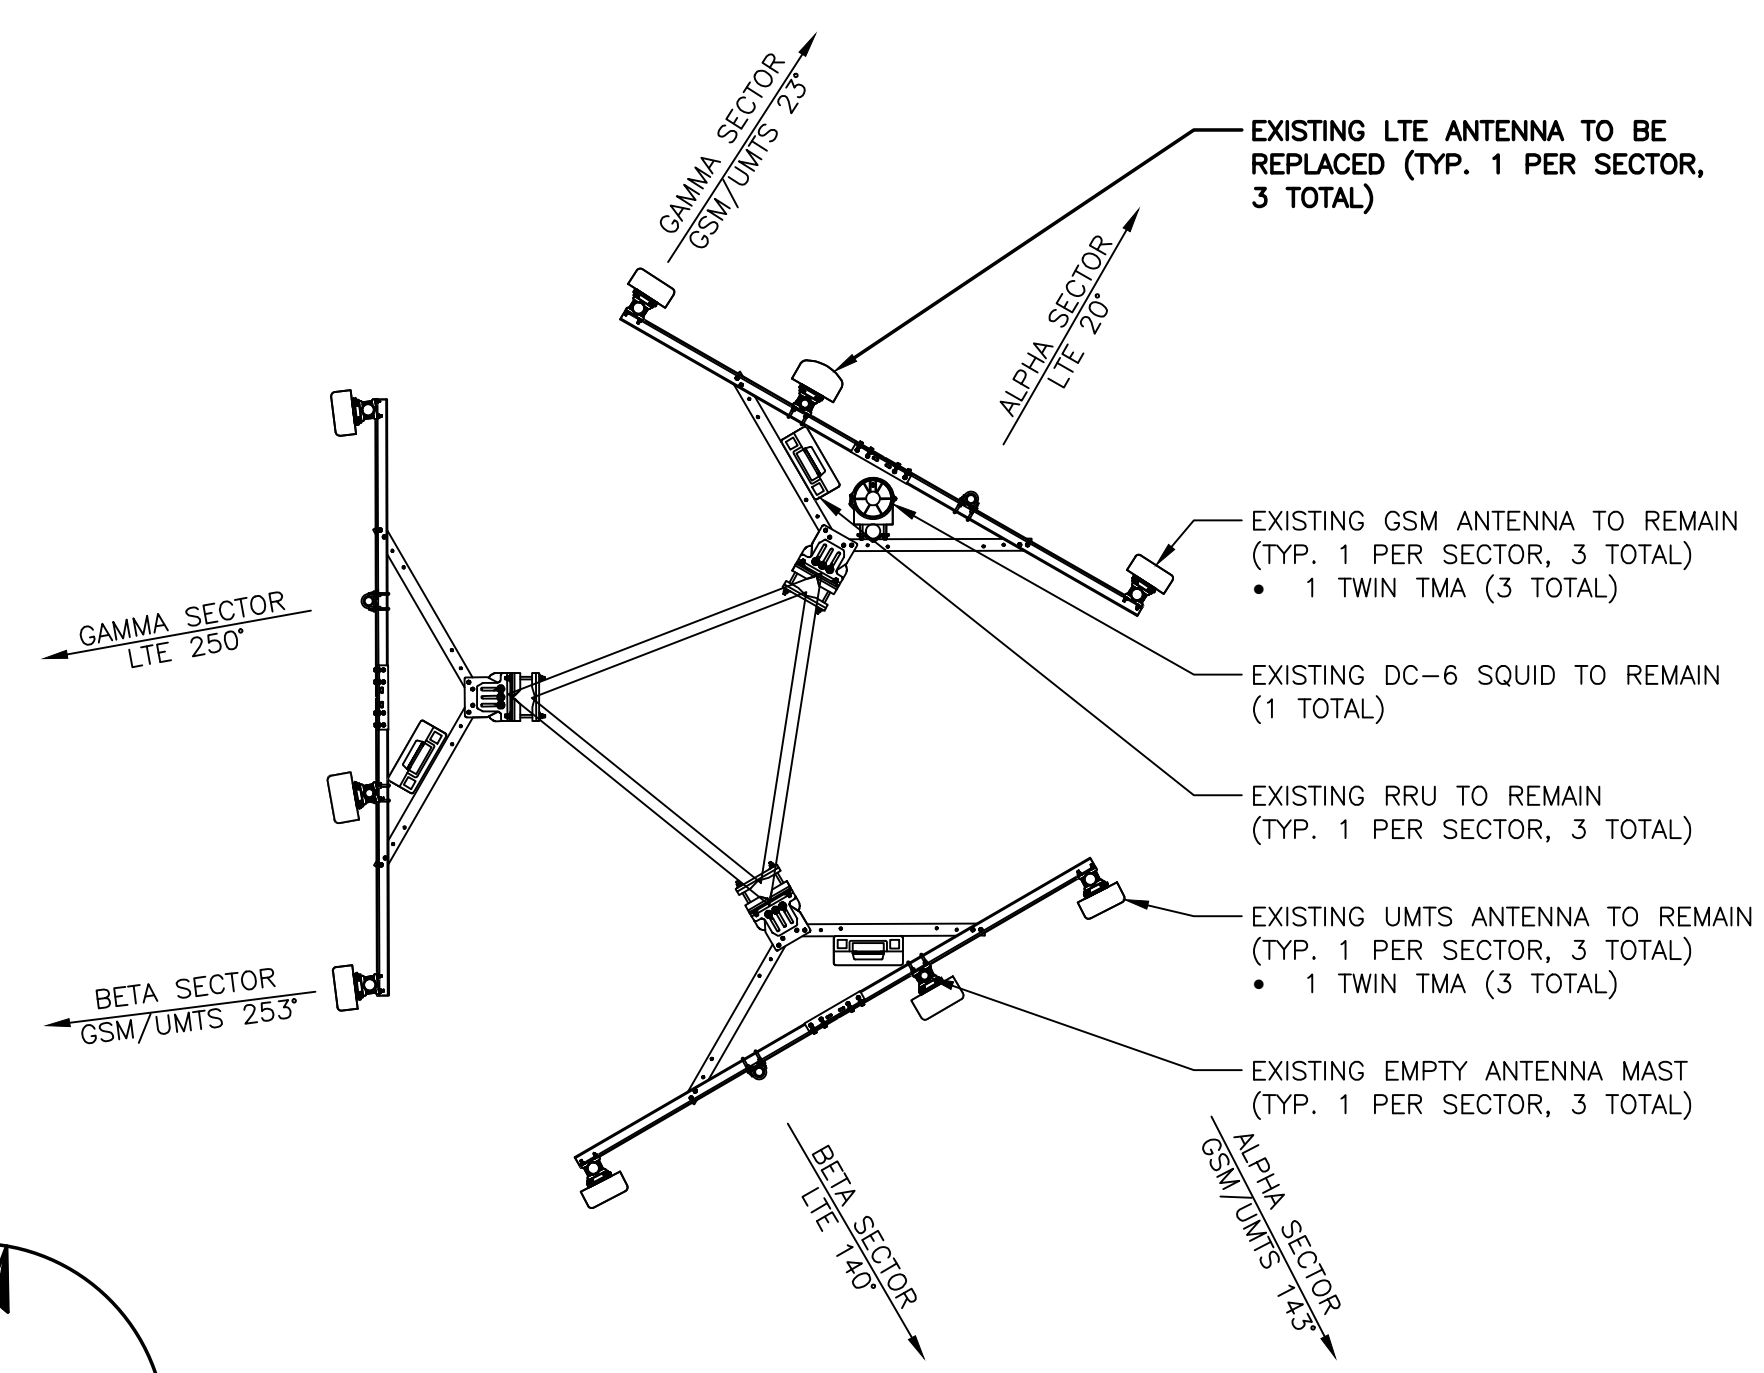 GAMMA SECTOR
GSM/UMTS 23°
EXISTING LTE ANTENNA TO BE
REPLACED (TYP. 1 PER SECTOR,
3 TOTAL)
ALPHA SECTOR
LTE 20°
EXISTING GSM ANTENNA TO REMAIN
(TYP. 1 PER SECTOR, 3 TOTAL)
• 1 TWIN TMA (3 TOTAL)
GAMMA SECTOR
LTE 250°
EXISTING DC-6 SQUID TO REMAIN
(1 TOTAL)
EXISTING RRU TO REMAIN
(TYP. 1 PER SECTOR, 3 TOTAL)
EXISTING UMTS ANTENNA TO REMAIN
(TYP. 1 PER SECTOR, 3 TOTAL)
• 1 TWIN TMA (3 TOTAL)
BETA SECTOR
GSM/UMTS 253°
EXISTING EMPTY ANTENNA MAST
(TYP. 1 PER SECTOR, 3 TOTAL)
BETA SECTOR
LTE 140°
ALPHA SECTOR
GSM/UMTS 143°